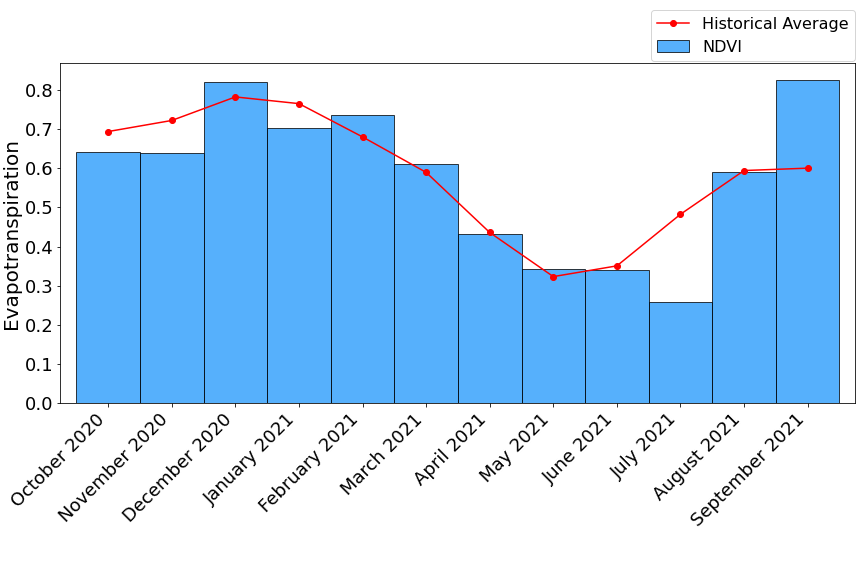 Historical Average
NDVI
Evapotranspiration
0.8
0.7
0.6
0.5
0.4
0.3
0.2
0.1
0.0
October 2020
November 2020
December 2020
January 2021
February 2021
March 2021
April 2021
May 2021
June 2021
July 2021
August 2021
September 2021